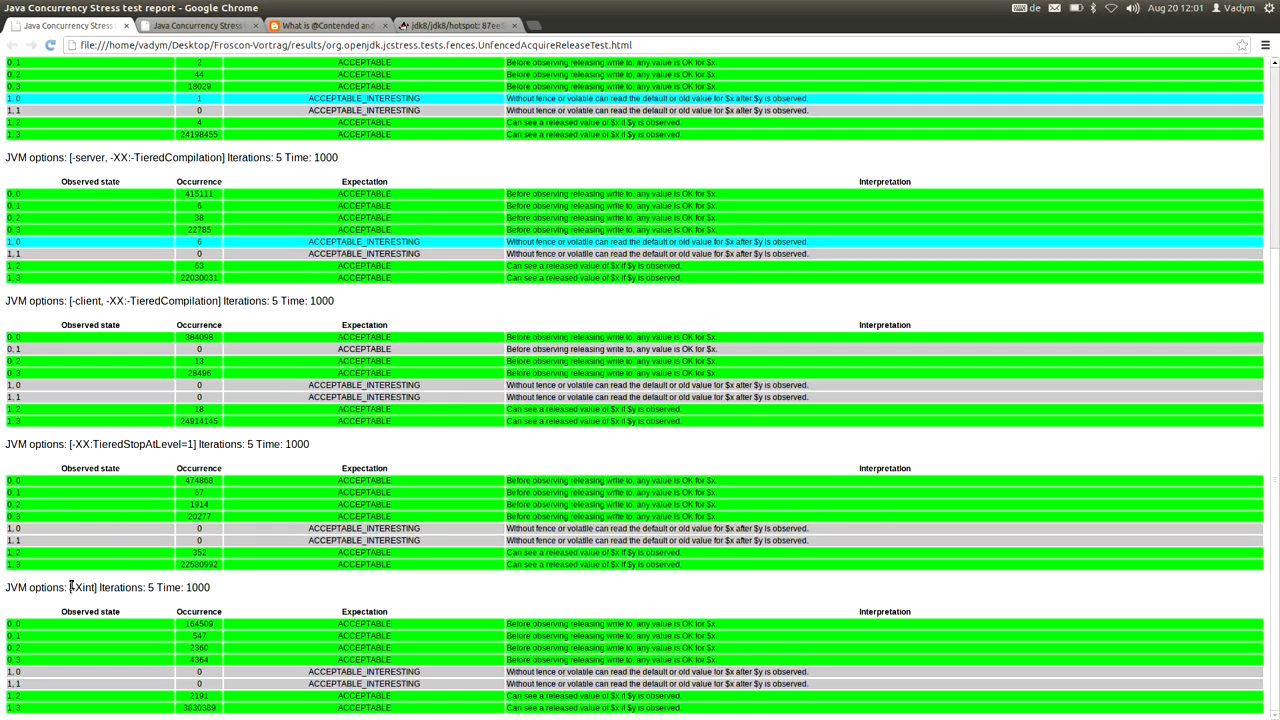 Java Concurrency Stress test report - Google Chrome de Aug 20 12:01 Vadym
Java Concurrency Stress × Java Concurrency Stress × What is @Contended and × jdk8/jdk8/hotspot: 87ee5 ×
file:///home/vadym/Desktop/Froscon-Vortrag/results/org.openjdk.jcstress.tests.fences.UnfencedAcquireReleaseTest.html
0, 1 2 ACCEPTABLE Before observing releasing write to, any value is OK for $x.
0, 2 44 ACCEPTABLE Before observing releasing write to, any value is OK for $x.
0, 3 18029 ACCEPTABLE Before observing releasing write to, any value is OK for $x.
1, 0 1 ACCEPTABLE_INTERESTING Without fence or volatile can read the default or old value for $x after $y is observed.
1, 1 0 ACCEPTABLE_INTERESTING Without fence or volatile can read the default or old value for $x after $y is observed.
1, 2 4 ACCEPTABLE Can see a released value of $x if $y is observed.
1, 3 24198455 ACCEPTABLE Can see a released value of $x if $y is observed.
JVM options: [-server, -XX:-TieredCompilation] Iterations: 5 Time: 1000
Observed state Occurrence Expectation Interpretation
0, 0 415111 ACCEPTABLE Before observing releasing write to, any value is OK for $x.
0, 1 6 ACCEPTABLE Before observing releasing write to, any value is OK for $x.
0, 2 38 ACCEPTABLE Before observing releasing write to, any value is OK for $x.
0, 3 22785 ACCEPTABLE Before observing releasing write to, any value is OK for $x.
1, 0 6 ACCEPTABLE_INTERESTING Without fence or volatile can read the default or old value for $x after $y is observed.
1, 1 0 ACCEPTABLE_INTERESTING Without fence or volatile can read the default or old value for $x after $y is observed.
1, 2 63 ACCEPTABLE Can see a released value of $x if $y is observed.
1, 3 22030031 ACCEPTABLE Can see a released value of $x if $y is observed.
JVM options: [-client, -XX:-TieredCompilation] Iterations: 5 Time: 1000
Observed state Occurrence Expectation Interpretation
0, 0 384098 ACCEPTABLE Before observing releasing write to, any value is OK for $x.
0, 1 0 ACCEPTABLE Before observing releasing write to, any value is OK for $x.
0, 2 13 ACCEPTABLE Before observing releasing write to, any value is OK for $x.
0, 3 28496 ACCEPTABLE Before observing releasing write to, any value is OK for $x.
1, 0 0 ACCEPTABLE_INTERESTING Without fence or volatile can read the default or old value for $x after $y is observed.
1, 1 0 ACCEPTABLE_INTERESTING Without fence or volatile can read the default or old value for $x after $y is observed.
1, 2 18 ACCEPTABLE Can see a released value of $x if $y is observed.
1, 3 24914145 ACCEPTABLE Can see a released value of $x if $y is observed.
JVM options: [-XX:TieredStopAtLevel=1] Iterations: 5 Time: 1000
Observed state Occurrence Expectation Interpretation
0, 0 474868 ACCEPTABLE Before observing releasing write to, any value is OK for $x.
0, 1 67 ACCEPTABLE Before observing releasing write to, any value is OK for $x.
0, 2 1914 ACCEPTABLE Before observing releasing write to, any value is OK for $x.
0, 3 20277 ACCEPTABLE Before observing releasing write to, any value is OK for $x.
1, 0 0 ACCEPTABLE_INTERESTING Without fence or volatile can read the default or old value for $x after $y is observed.
1, 1 0 ACCEPTABLE_INTERESTING Without fence or volatile can read the default or old value for $x after $y is observed.
1, 2 352 ACCEPTABLE Can see a released value of $x if $y is observed.
1, 3 22580992 ACCEPTABLE Can see a released value of $x if $y is observed.
JVM options: [-Xint] Iterations: 5 Time: 1000
Observed state Occurrence Expectation Interpretation
0, 0 164509 ACCEPTABLE Before observing releasing write to, any value is OK for $x.
0, 1 547 ACCEPTABLE Before observing releasing write to, any value is OK for $x.
0, 2 2360 ACCEPTABLE Before observing releasing write to, any value is OK for $x.
0, 3 4364 ACCEPTABLE Before observing releasing write to, any value is OK for $x.
1, 0 0 ACCEPTABLE_INTERESTING Without fence or volatile can read the default or old value for $x after $y is observed.
1, 1 0 ACCEPTABLE_INTERESTING Without fence or volatile can read the default or old value for $x after $y is observed.
1, 2 2191 ACCEPTABLE Can see a released value of $x if $y is observed.
1, 3 3830389 ACCEPTABLE Can see a released value of $x if $y is observed.